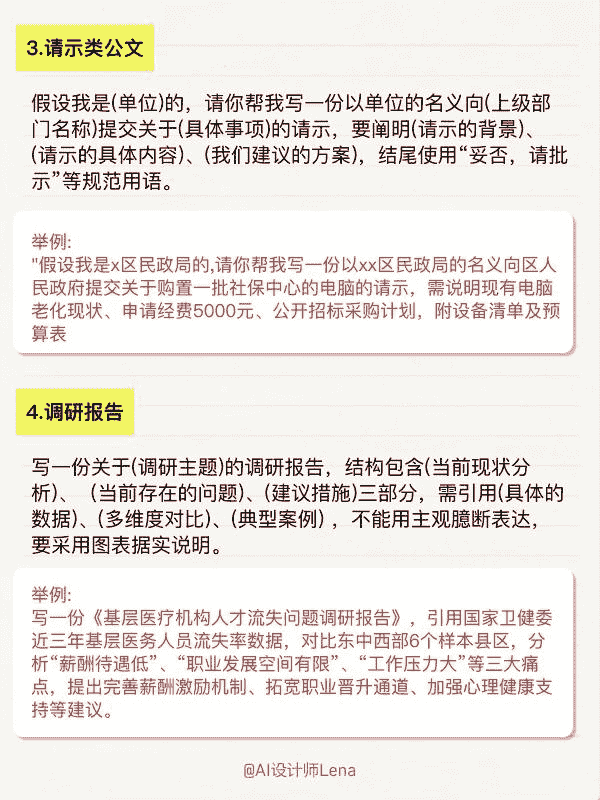 3.请示类公文
假设我是(单位)的，请你帮我写一份以单位的名义向(上级部
门名称)提交关于(具体事项)的请示，要阐明(请示的背景)、
(请示的具体内容)、(我们建议的方案)，结尾使用“妥否，请批
示”等规范用语。
举例:
"假设我是x区民政局的,请你帮我写一份以xx区民政局的名义向区人
民政府提交关于购置一批社保中心的电脑的请示，需说明现有电脑
老化现状、申请经费5000元、公开招标采购计划，附设备清单及预
算表
4.调研报告
写一份关于(调研主题)的调研报告，结构包含(当前现状分
析)、（当前存在的问题)、(建议措施)三部分，需引用(具体的
数据)、(多维度对比)、(典型案例)，不能用主观臆断表达，
要采用图表据实说明。
举例:
写一份《基层医疗机构人才流失问题调研报告》，引用国家卫健委
近三年基层医务人员流失率数据，对比东中西部6个样本县区，分
析“薪酬待遇低”、“职业发展空间有限”、“工作压力大”等三大痛
点，提出完善薪酬激励机制、拓宽职业晋升通道、加强心理健康支
持等建议。
@AI设计师Lena